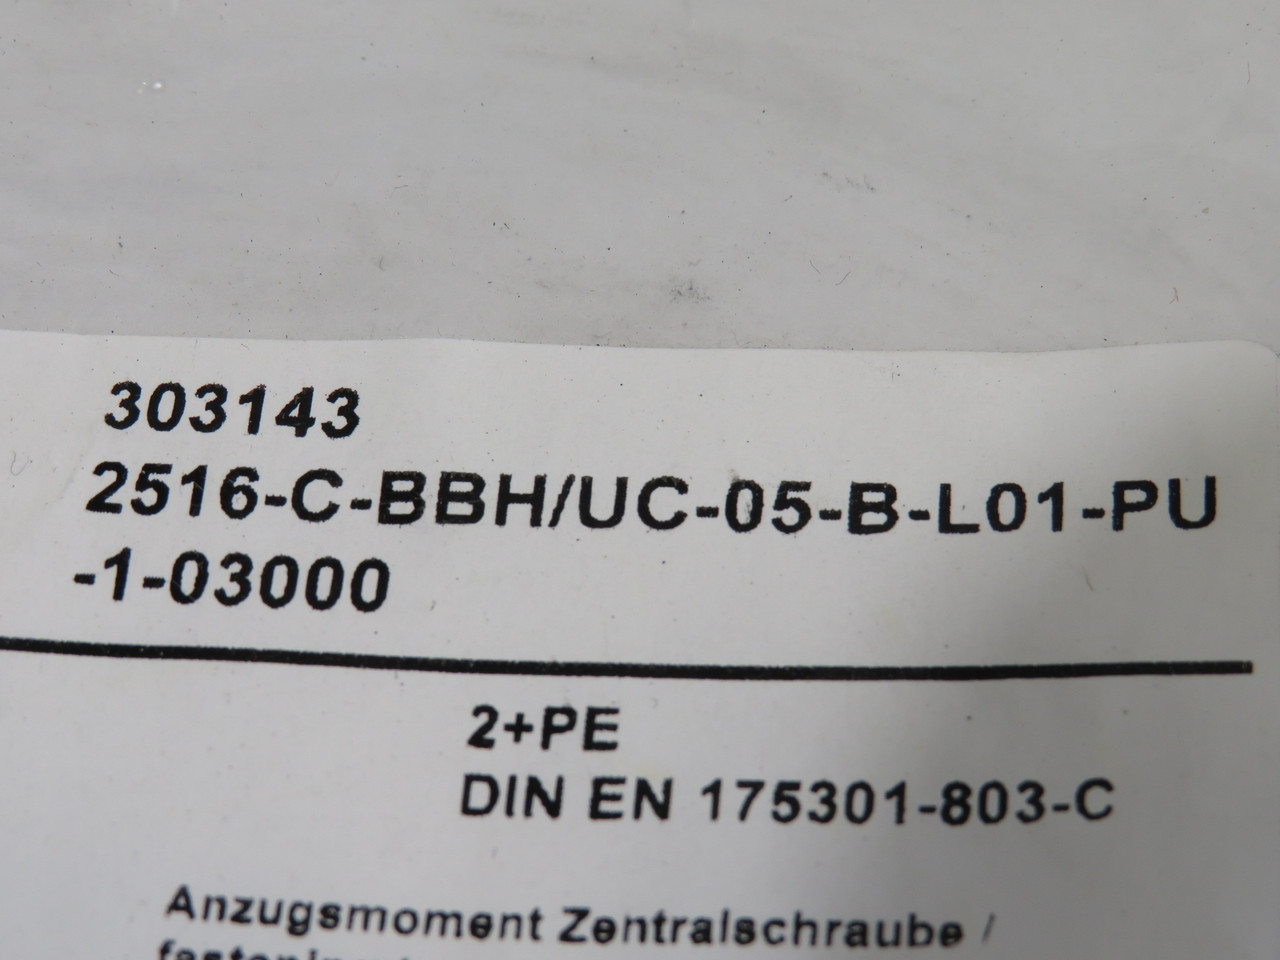 303143
2516-C-BBH/UC-05-B-L01-PU
-1-03000
2+PE
DIN EN 175301-803-C
Anzugsmoment Zentralschraube /